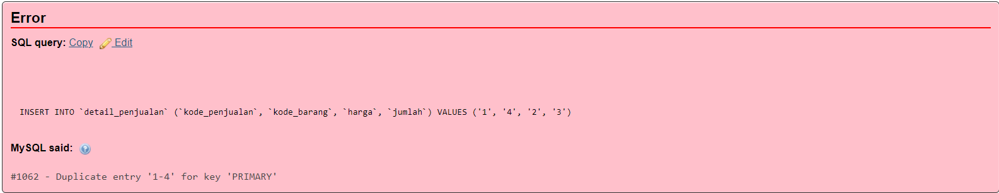 Error
SQL query: Copy Edit
INSERT INTO `detail_penjualan` (`kode_penjualan`, `kode_barang`, `harga`, `jumlah`) VALUES ('1', '4', '2', '3')
MySQL said:
#1062 - Duplicate entry '1-4' for key 'PRIMARY'